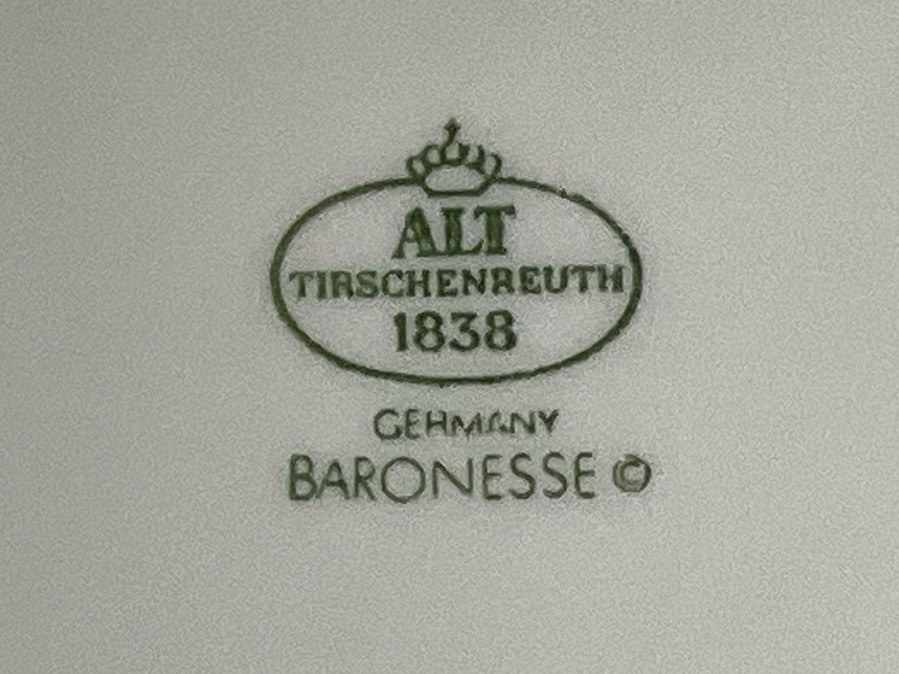 ALT
TIRSCHENREUTH
1838
GERMANY
BARONESSE ©